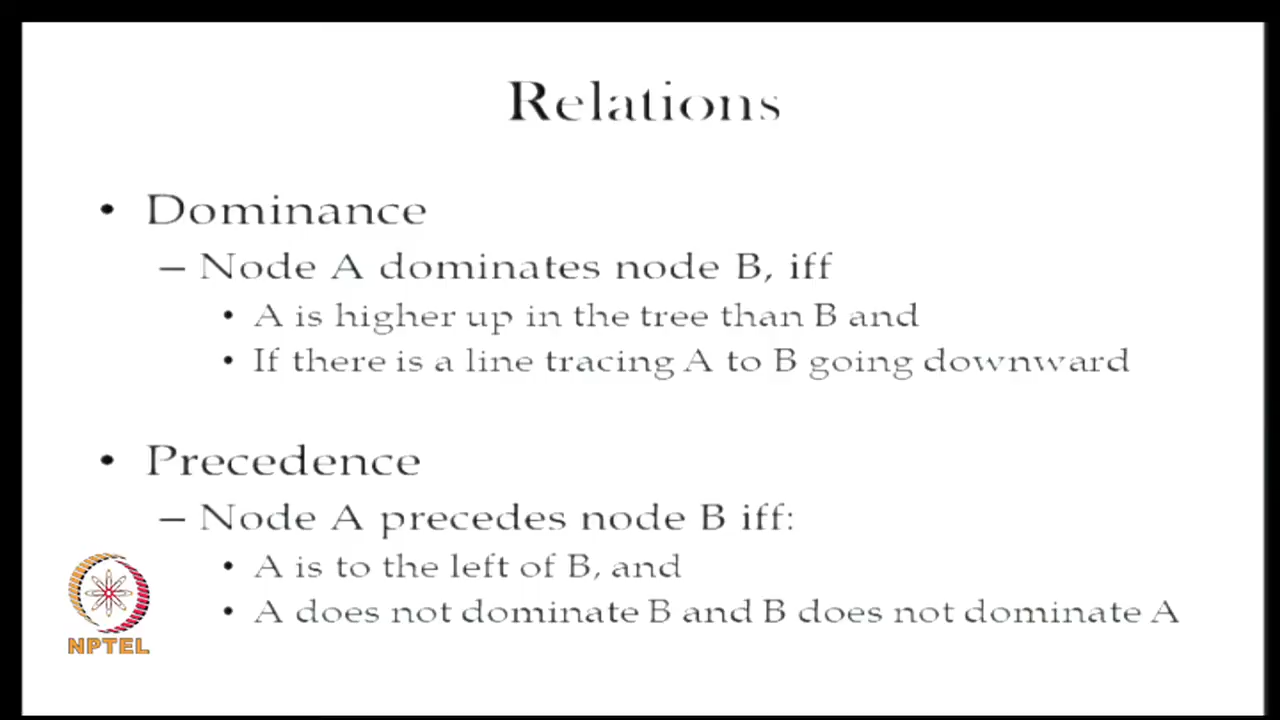 Relations
• Dominance
– Node A dominates node B, iff
• A is higher up in the tree than B and
• If there is a line tracing A to B going downward
• Precedence
– Node A precedes node B iff:
• A is to the left of B, and
• A does not dominate B and B does not dominate A
NPTEL